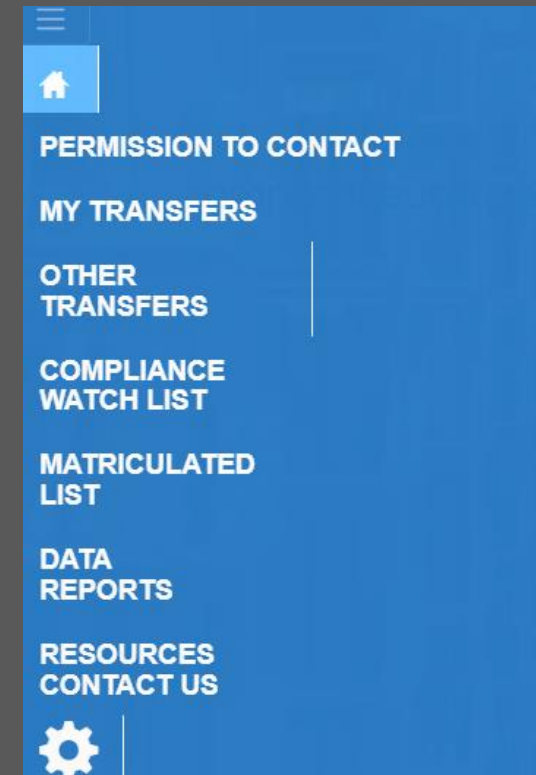 PERMISSION TO CONTACT
MY TRANSFERS
OTHER
TRANSFERS
COMPLIANCE
WATCH LIST
MATRICULATED
LIST
DATA
REPORTS
RESOURCES
CONTACT US